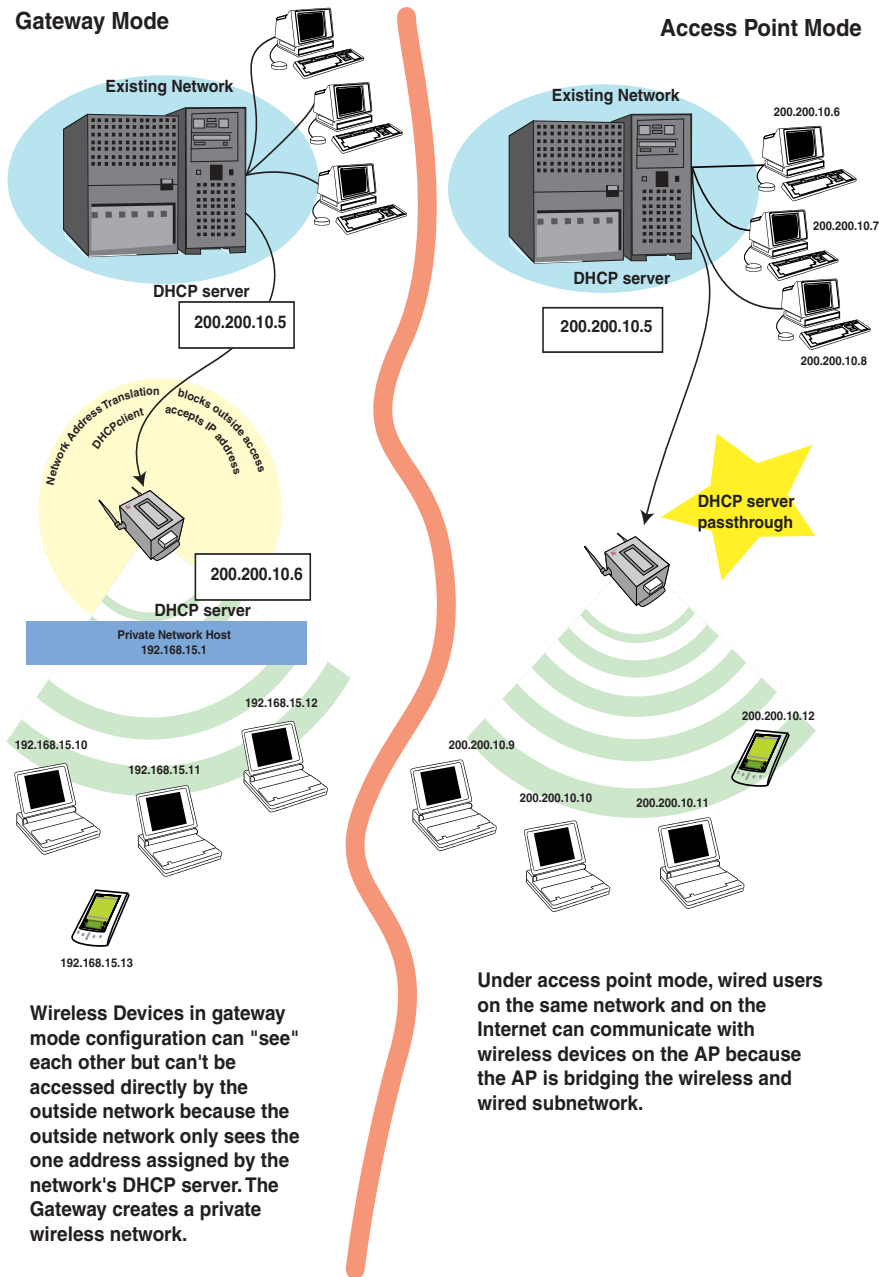 Gateway Mode
Existing Network
DHCP server
200.200.10.5
Network Address Translation
DHCPclient
blocks outside access
accepts IP address
200.200.10.6
DHCP server
Private Network Host
192.168.15.1
192.168.15.12
192.168.15.10
192.168.15.11
192.168.15.13
Wireless Devices in gateway
mode configuration can "see"
each other but can't be
accessed directly by the
outside network because the
outside network only sees the
one address assigned by the
network's DHCP server. The
Gateway creates a private
wireless network.
Access Point Mode
Existing Network
200.200.10.6
200.200.10.7
DHCP server
200.200.10.5
200.200.10.8
DHCP server
passthrough
200.200.10.12
200.200.10.9
200.200.10.10
200.200.10.11
Under access point mode, wired users
on the same network and on the
Internet can communicate with
wireless devices on the AP because
the AP is bridging the wireless and
wired subnetwork.